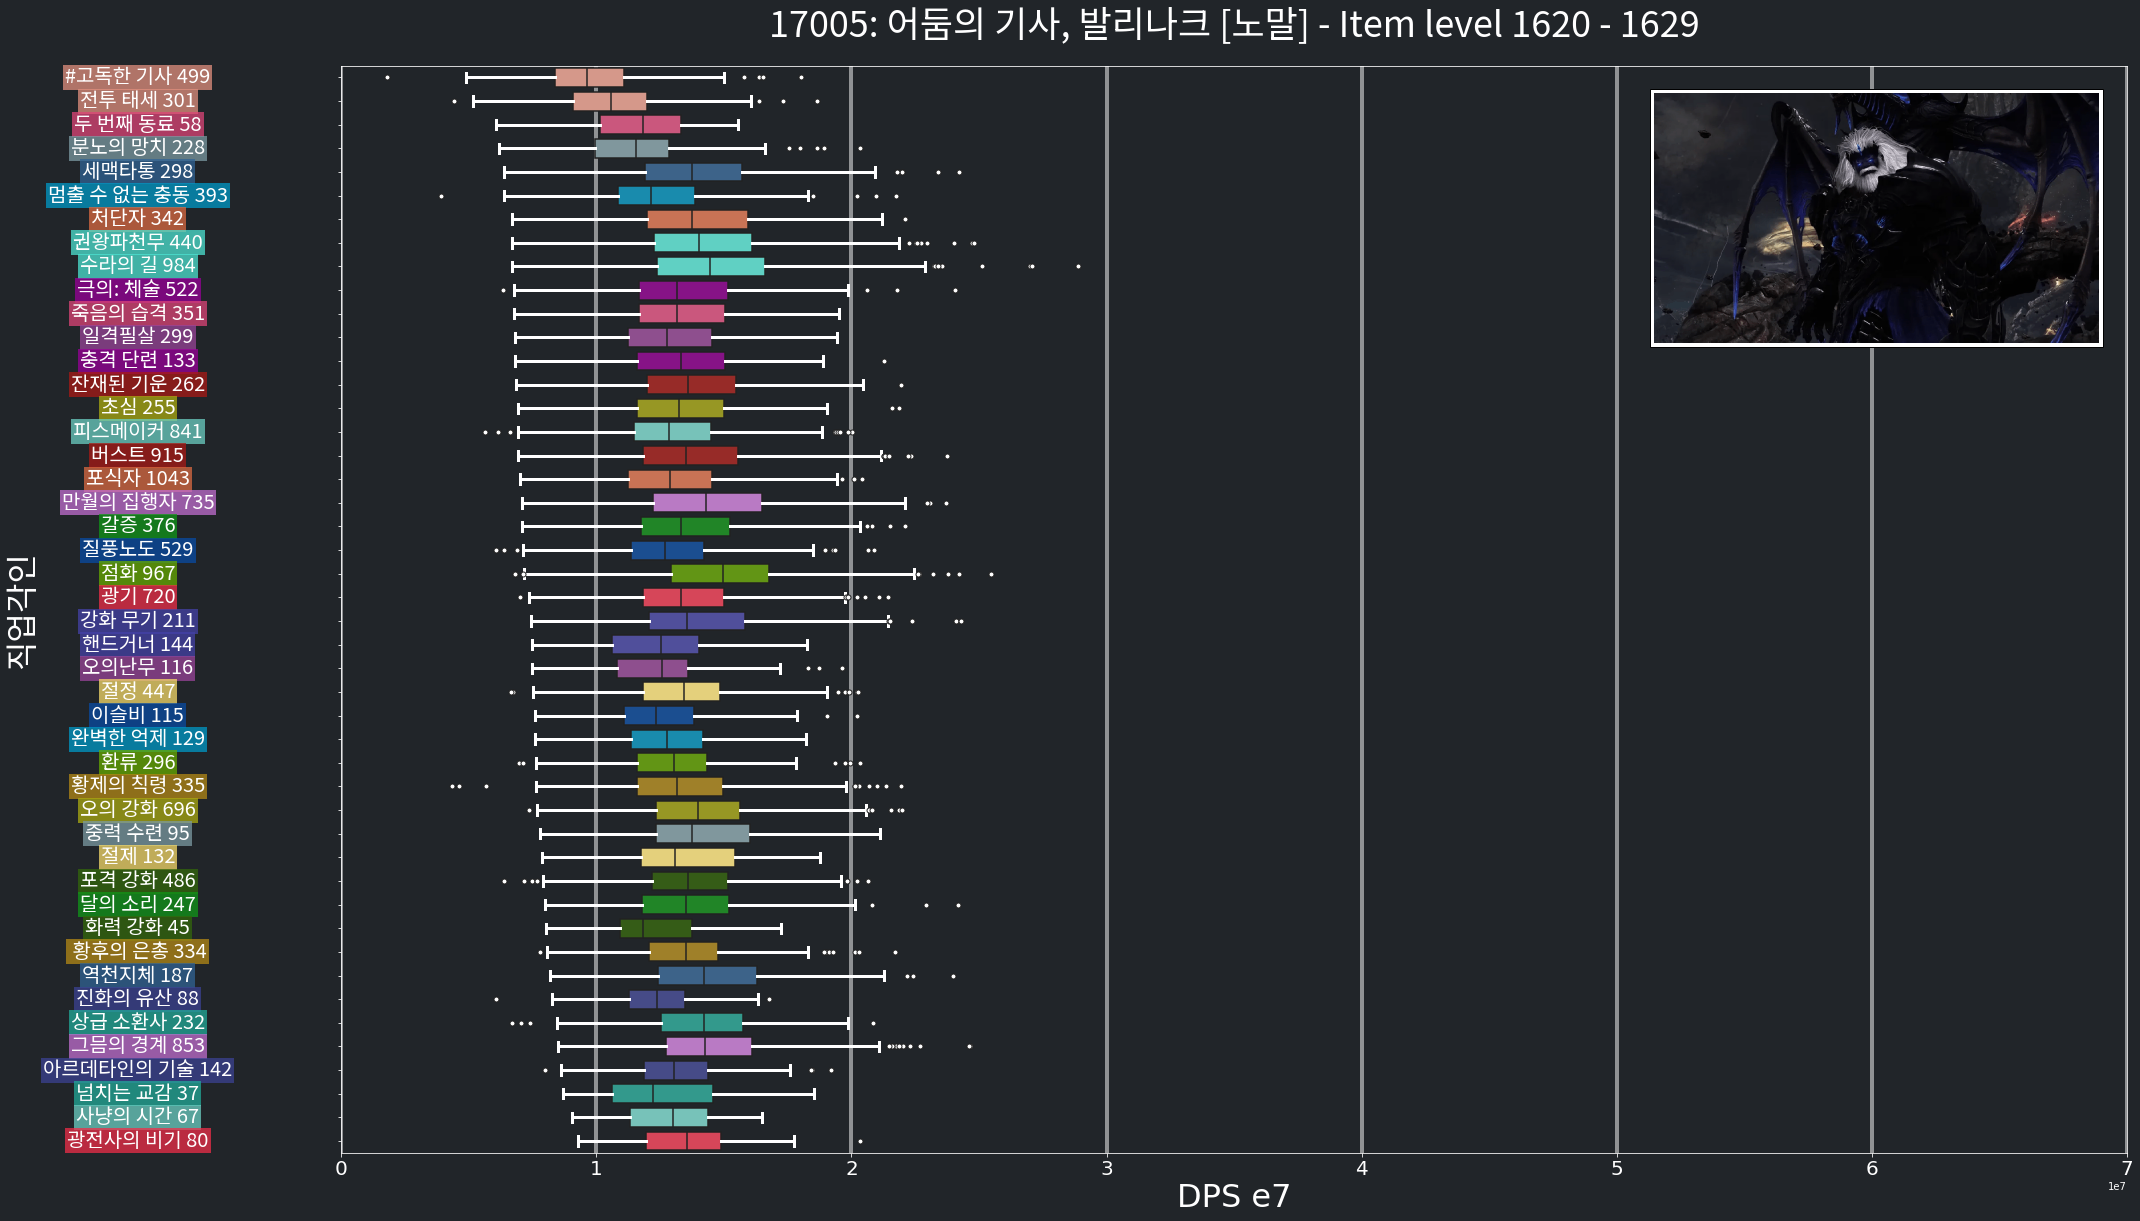 17005: 어둠의 기사, 발리나크 [노말] - Item level 1620 - 1629
직업각인
#고독한 기사 499
전투 태세 301
두 번째 동료 58
분노의 망치 228
세맥타통 298
멈출 수 없는 충동 393
처단자 342
권왕파천무 440
수라의 길 984
극의: 체술 522
죽음의 습격 351
일격필살 299
충격 단련 133
잔재된 기운 262
초심 255
피스메이커 841
버스트 915
포식자 1043
만월의 집행자 735
갈증 376
질풍노도 529
점화 967
광기 720
강화 무기 211
핸드거너 144
오의난무 116
절정 447
이슬비 115
완벽한 억제 129
환류 296
황제의 칙령 335
오의 강화 696
중력 수련 95
절제 132
포격 강화 486
달의 소리 247
화력 강화 45
황후의 은총 334
역천지체 187
진화의 유산 88
상급 소환사 232
그믐의 경계 853
아르데타인의 기술 142
넘치는 교감 37
사냥의 시간 67
광전사의 비기 80
0 1 2 3 4 5 6 7
DPS e7
1e7